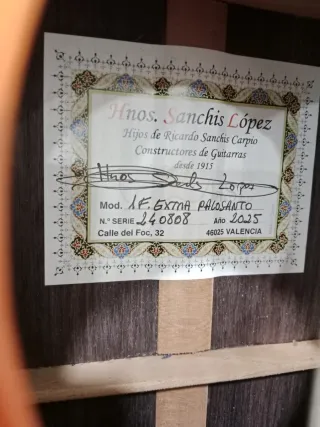 Hnos. Sanchis López
Hijos de Ricardo Sanchis Carpio
Constructores de Guitarras
desde 1915
Hnos Sanchis Lopez
Mod. 1F. EXTRA PALOSANTO
N.º SERIE 240808 AÑO 2025
Calle del Foc, 32 46025 VALENCIA